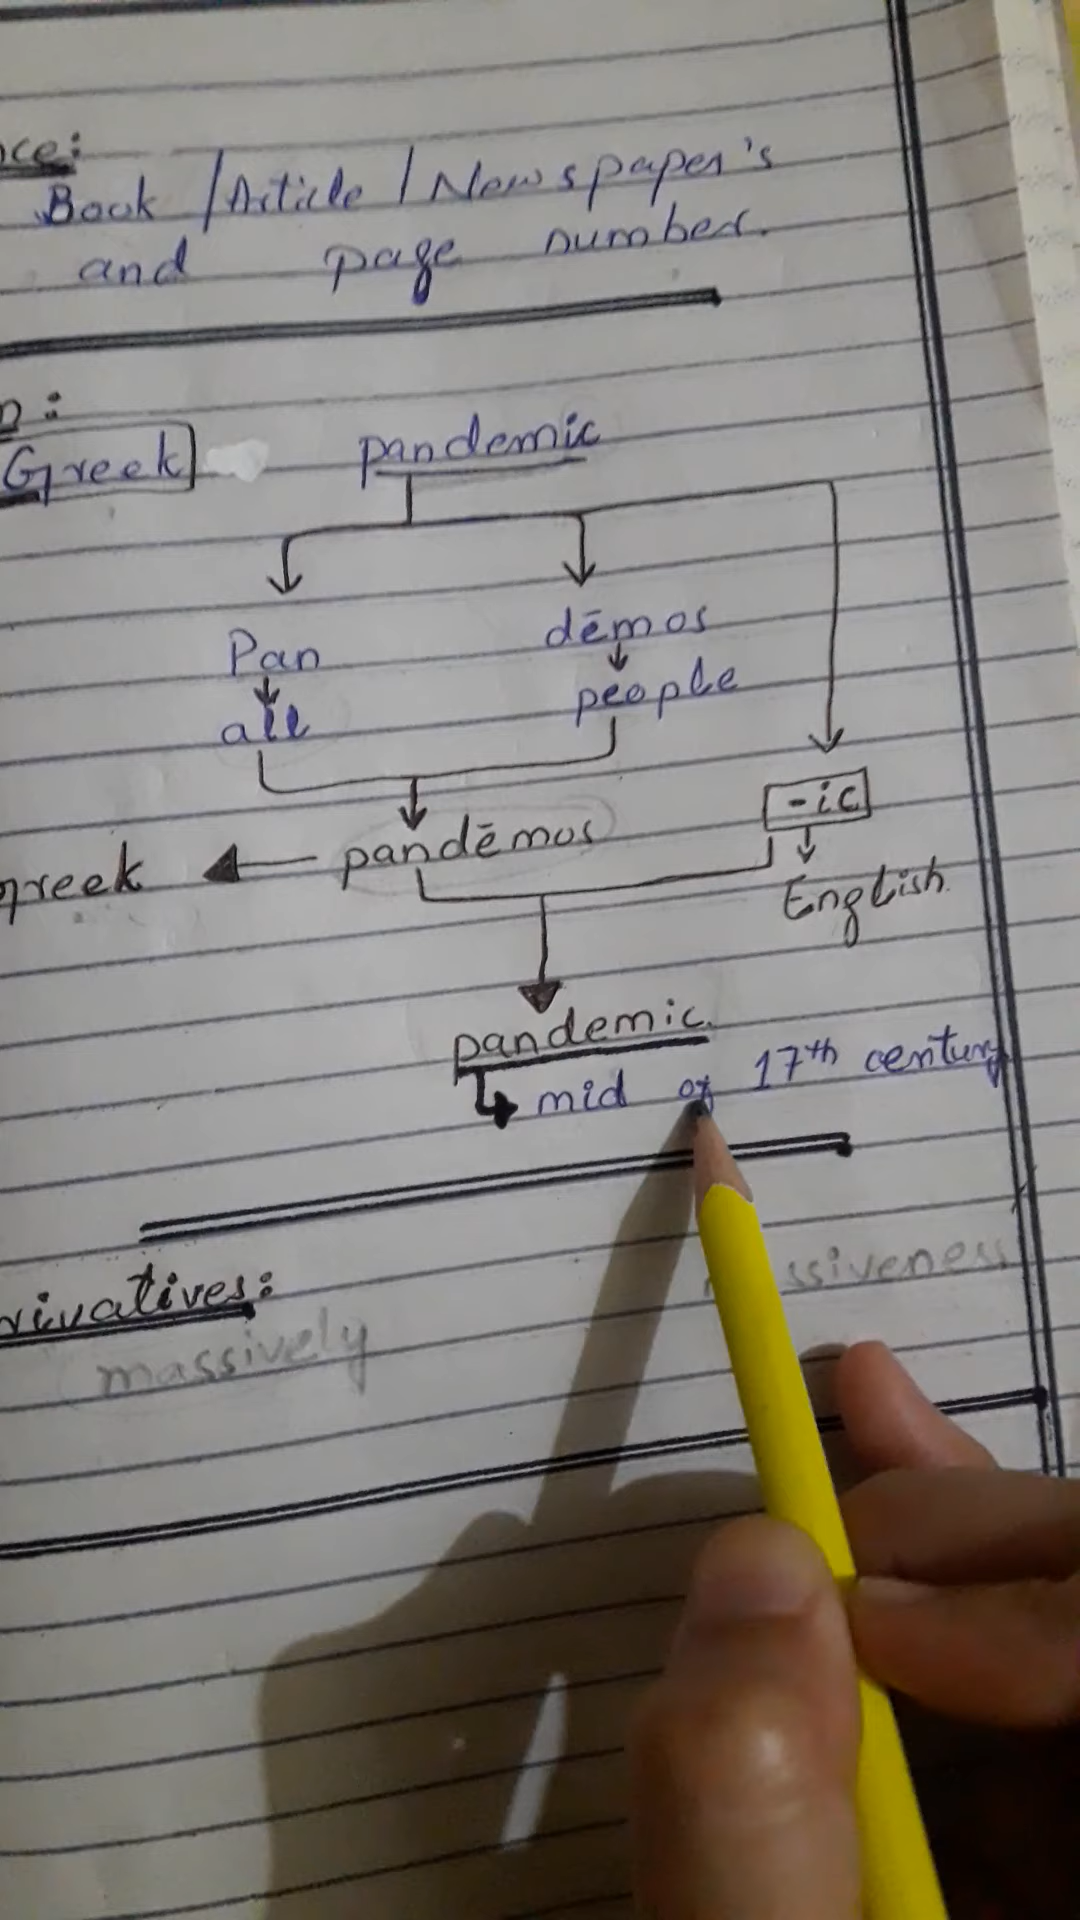 Book /Article / Newspaper's
and page number.
Greek pandemic
Pan dēmos
all people
-ic
greek pandēmos
English.
pandemic.
mid of 17th century
massively